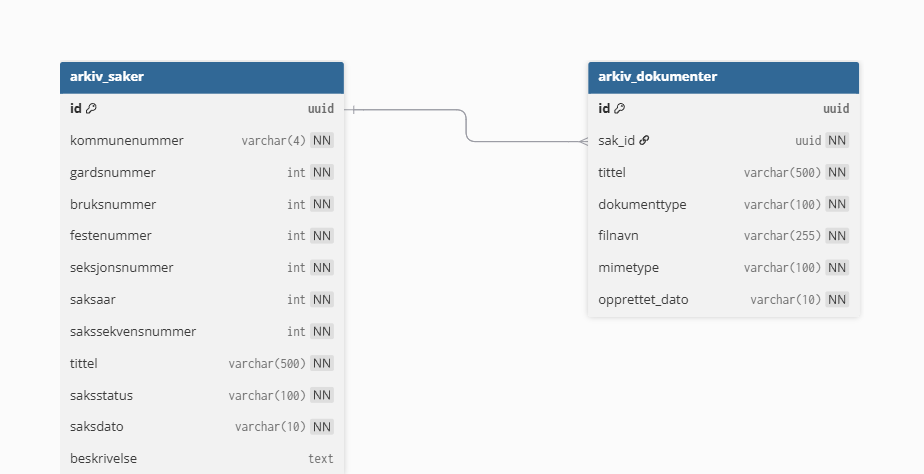 arkiv_saker
id uuid
kommunenummer varchar(4) NN
gardsnummer int NN
bruksnummer int NN
festenummer int NN
seksjonsnummer int NN
saksaar int NN
sakssekvensnummer int NN
tittel varchar(500) NN
saksstatus varchar(100) NN
saksdato varchar(10) NN
beskrivelse text
arkiv_dokumenter
id uuid
sak_id uuid NN
tittel varchar(500) NN
dokumenttype varchar(100) NN
filnavn varchar(255) NN
mimetype varchar(100) NN
opprettet_dato varchar(10) NN